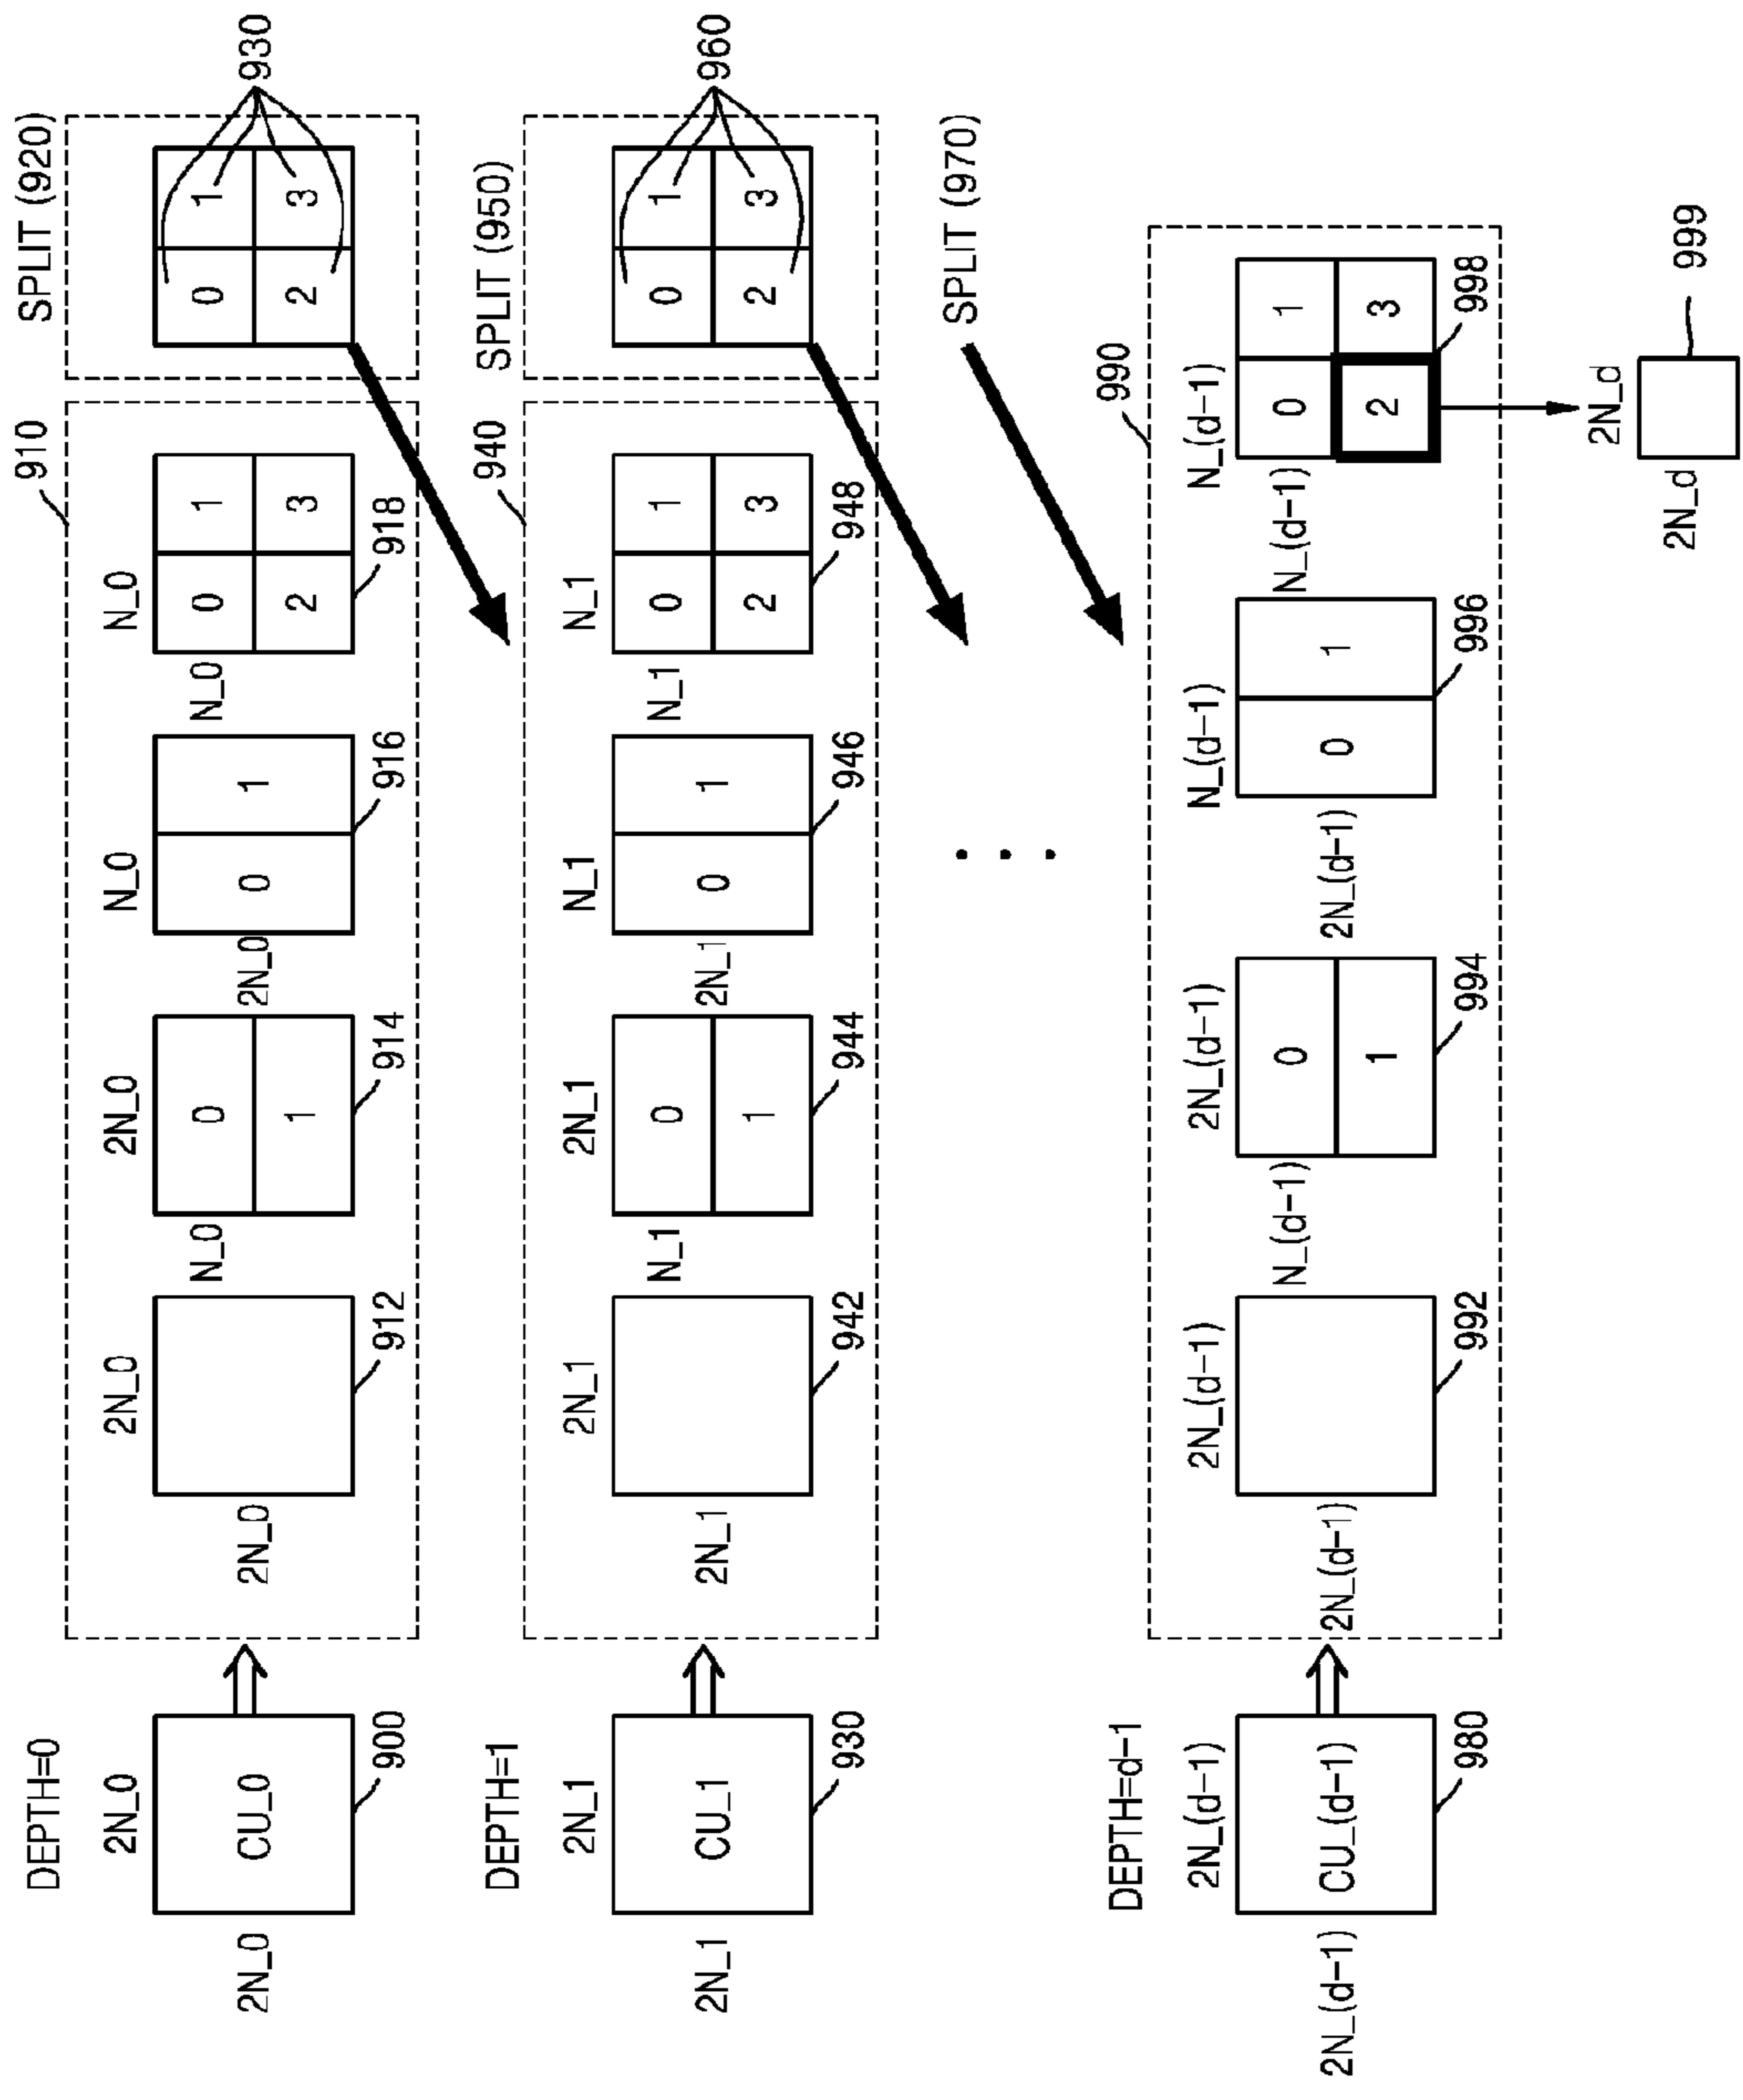 DEPTH=0
2N_0
2N_0
CU_0
900
910
2N_0
2N_0
912
2N_0
N_0
0
1
914
N_0
2N_0
0
1
916
N_0
N_0
0
1
2
3
918
SPLIT (920)
0
1
2
3
930
DEPTH=1
2N_1
2N_1
CU_1
930
940
2N_1
2N_1
942
2N_1
N_1
0
1
944
N_1
2N_1
0
1
946
N_1
N_1
0
1
2
3
948
SPLIT (950)
0
1
2
3
960
SPLIT (970)
DEPTH=d-1
2N_(d-1)
2N_(d-1)
CU_(d-1)
980
990
2N_(d-1)
2N_(d-1)
992
2N_(d-1)
N_(d-1)
0
1
994
N_(d-1)
2N_(d-1)
0
1
996
N_(d-1)
N_(d-1)
0
1
2
3
998
2N_d
2N_d
999